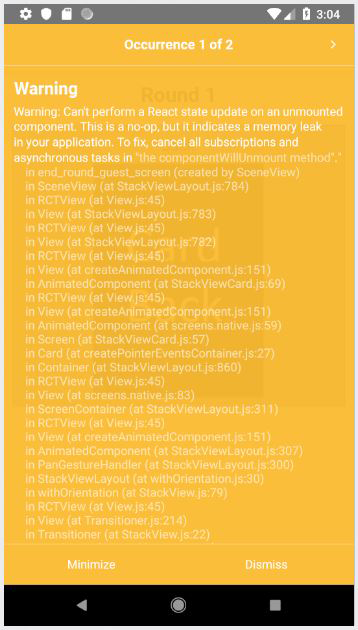 3:04
Occurrence 1 of 2
Warning
Round 1
Warning: Can't perform a React state update on an unmounted
component. This is a no-op, but it indicates a memory leak
in your application. To fix, cancel all subscriptions and
asynchronous tasks in "the componentWillUnmount method"."
in end_round_guest_screen (created by SceneView)
in SceneView (at StackViewLayout.js:784)
in RCTView (at View.js:45)
in View (at StackViewLayout.js:783)
in RCTView (at View.js:45)
in View (at StackViewLayout.js:782)
in RCTView (at View.js:45)
in View (at createAnimatedComponent.js:151)
in AnimatedComponent (at StackViewCard.js:69)
in RCTView (at View.js:45)
in View (at createAnimatedComponent.js:151)
in AnimatedComponent (at screens.native.js:59)
in Screen (at StackViewCard.js:57)
in Card (at createPointerEventsContainer.js:27)
in Container (at StackViewLayout.js:860)
in RCTView (at View.js:45)
in View (at screens.native.js:83)
in ScreenContainer (at StackViewLayout.js:311)
in RCTView (at View.js:45)
in View (at createAnimatedComponent.js:151)
in AnimatedComponent (at StackViewLayout.js:307)
in PanGestureHandler (at StackViewLayout.js:300)
in StackViewLayout (at withOrientation.js:30)
in withOrientation (at StackView.js:79)
in RCTView (at View.js:45)
in View (at Transitioner.js:214)
in Transitioner (at StackView.js:22)
Card
Back
Minimize Dismiss